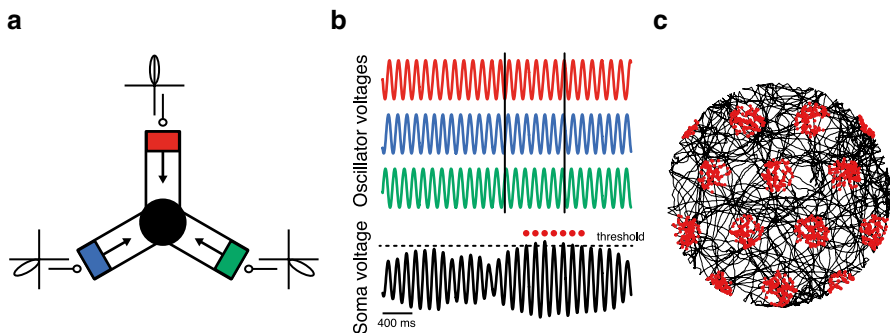 a
b
c
Oscillator voltages
Soma voltage
threshold
400 ms